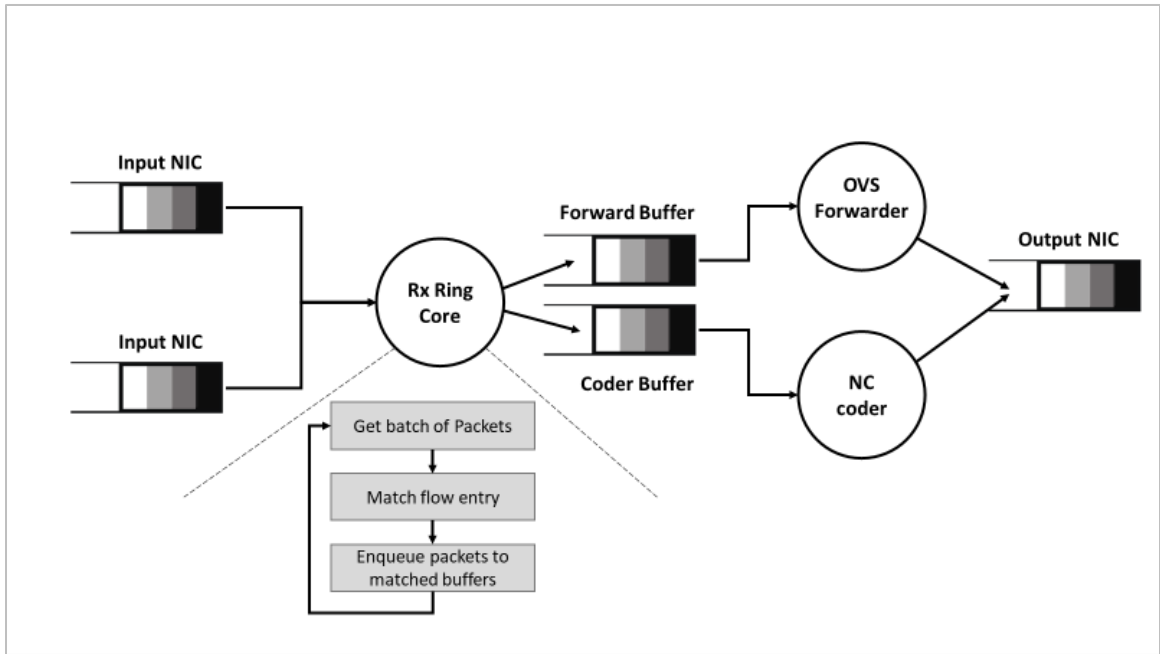 Input NIC
Input NIC
Rx Ring
Core
Forward Buffer
Coder Buffer
OVS
Forwarder
NC
coder
Output NIC
Get batch of Packets
Match flow entry
Enqueue packets to
matched buffers